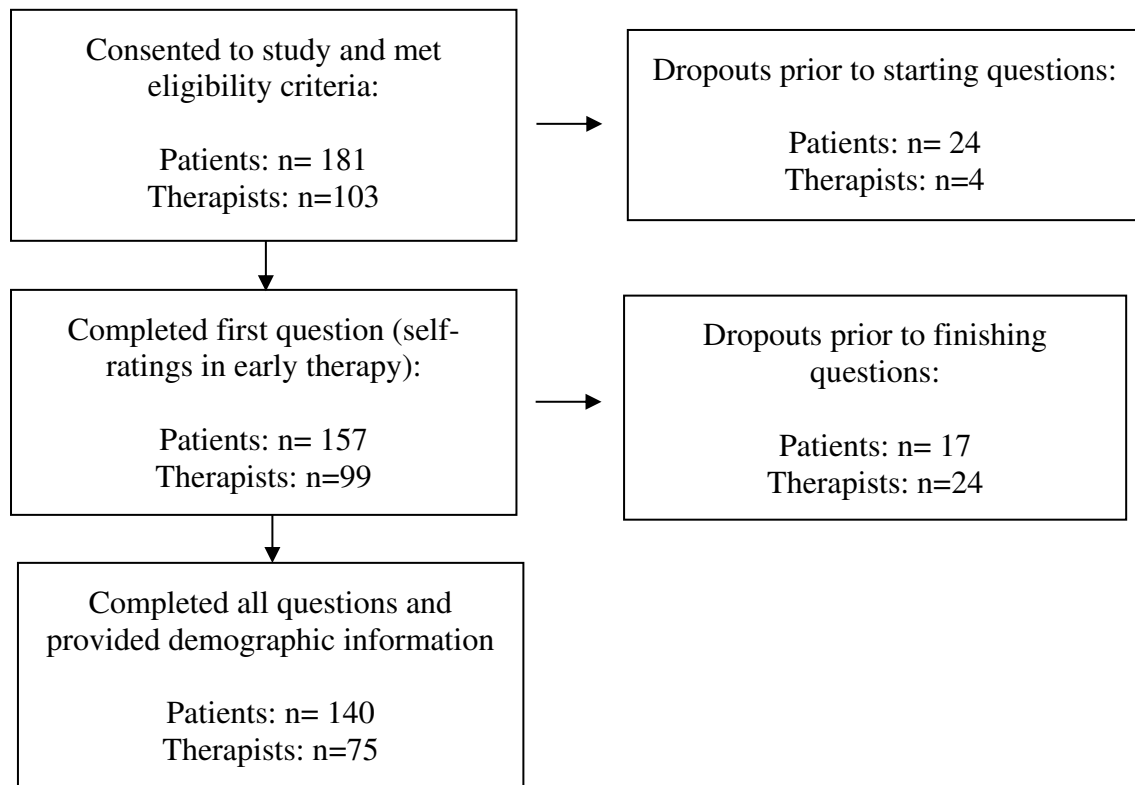 Consented to study and met
eligibility criteria:
Patients: n= 181
Therapists: n=103
Dropouts prior to starting questions:
Patients: n= 24
Therapists: n=4
Completed first question (self-
ratings in early therapy):
Patients: n= 157
Therapists: n=99
Dropouts prior to finishing
questions:
Patients: n= 17
Therapists: n=24
Completed all questions and
provided demographic information
Patients: n= 140
Therapists: n=75